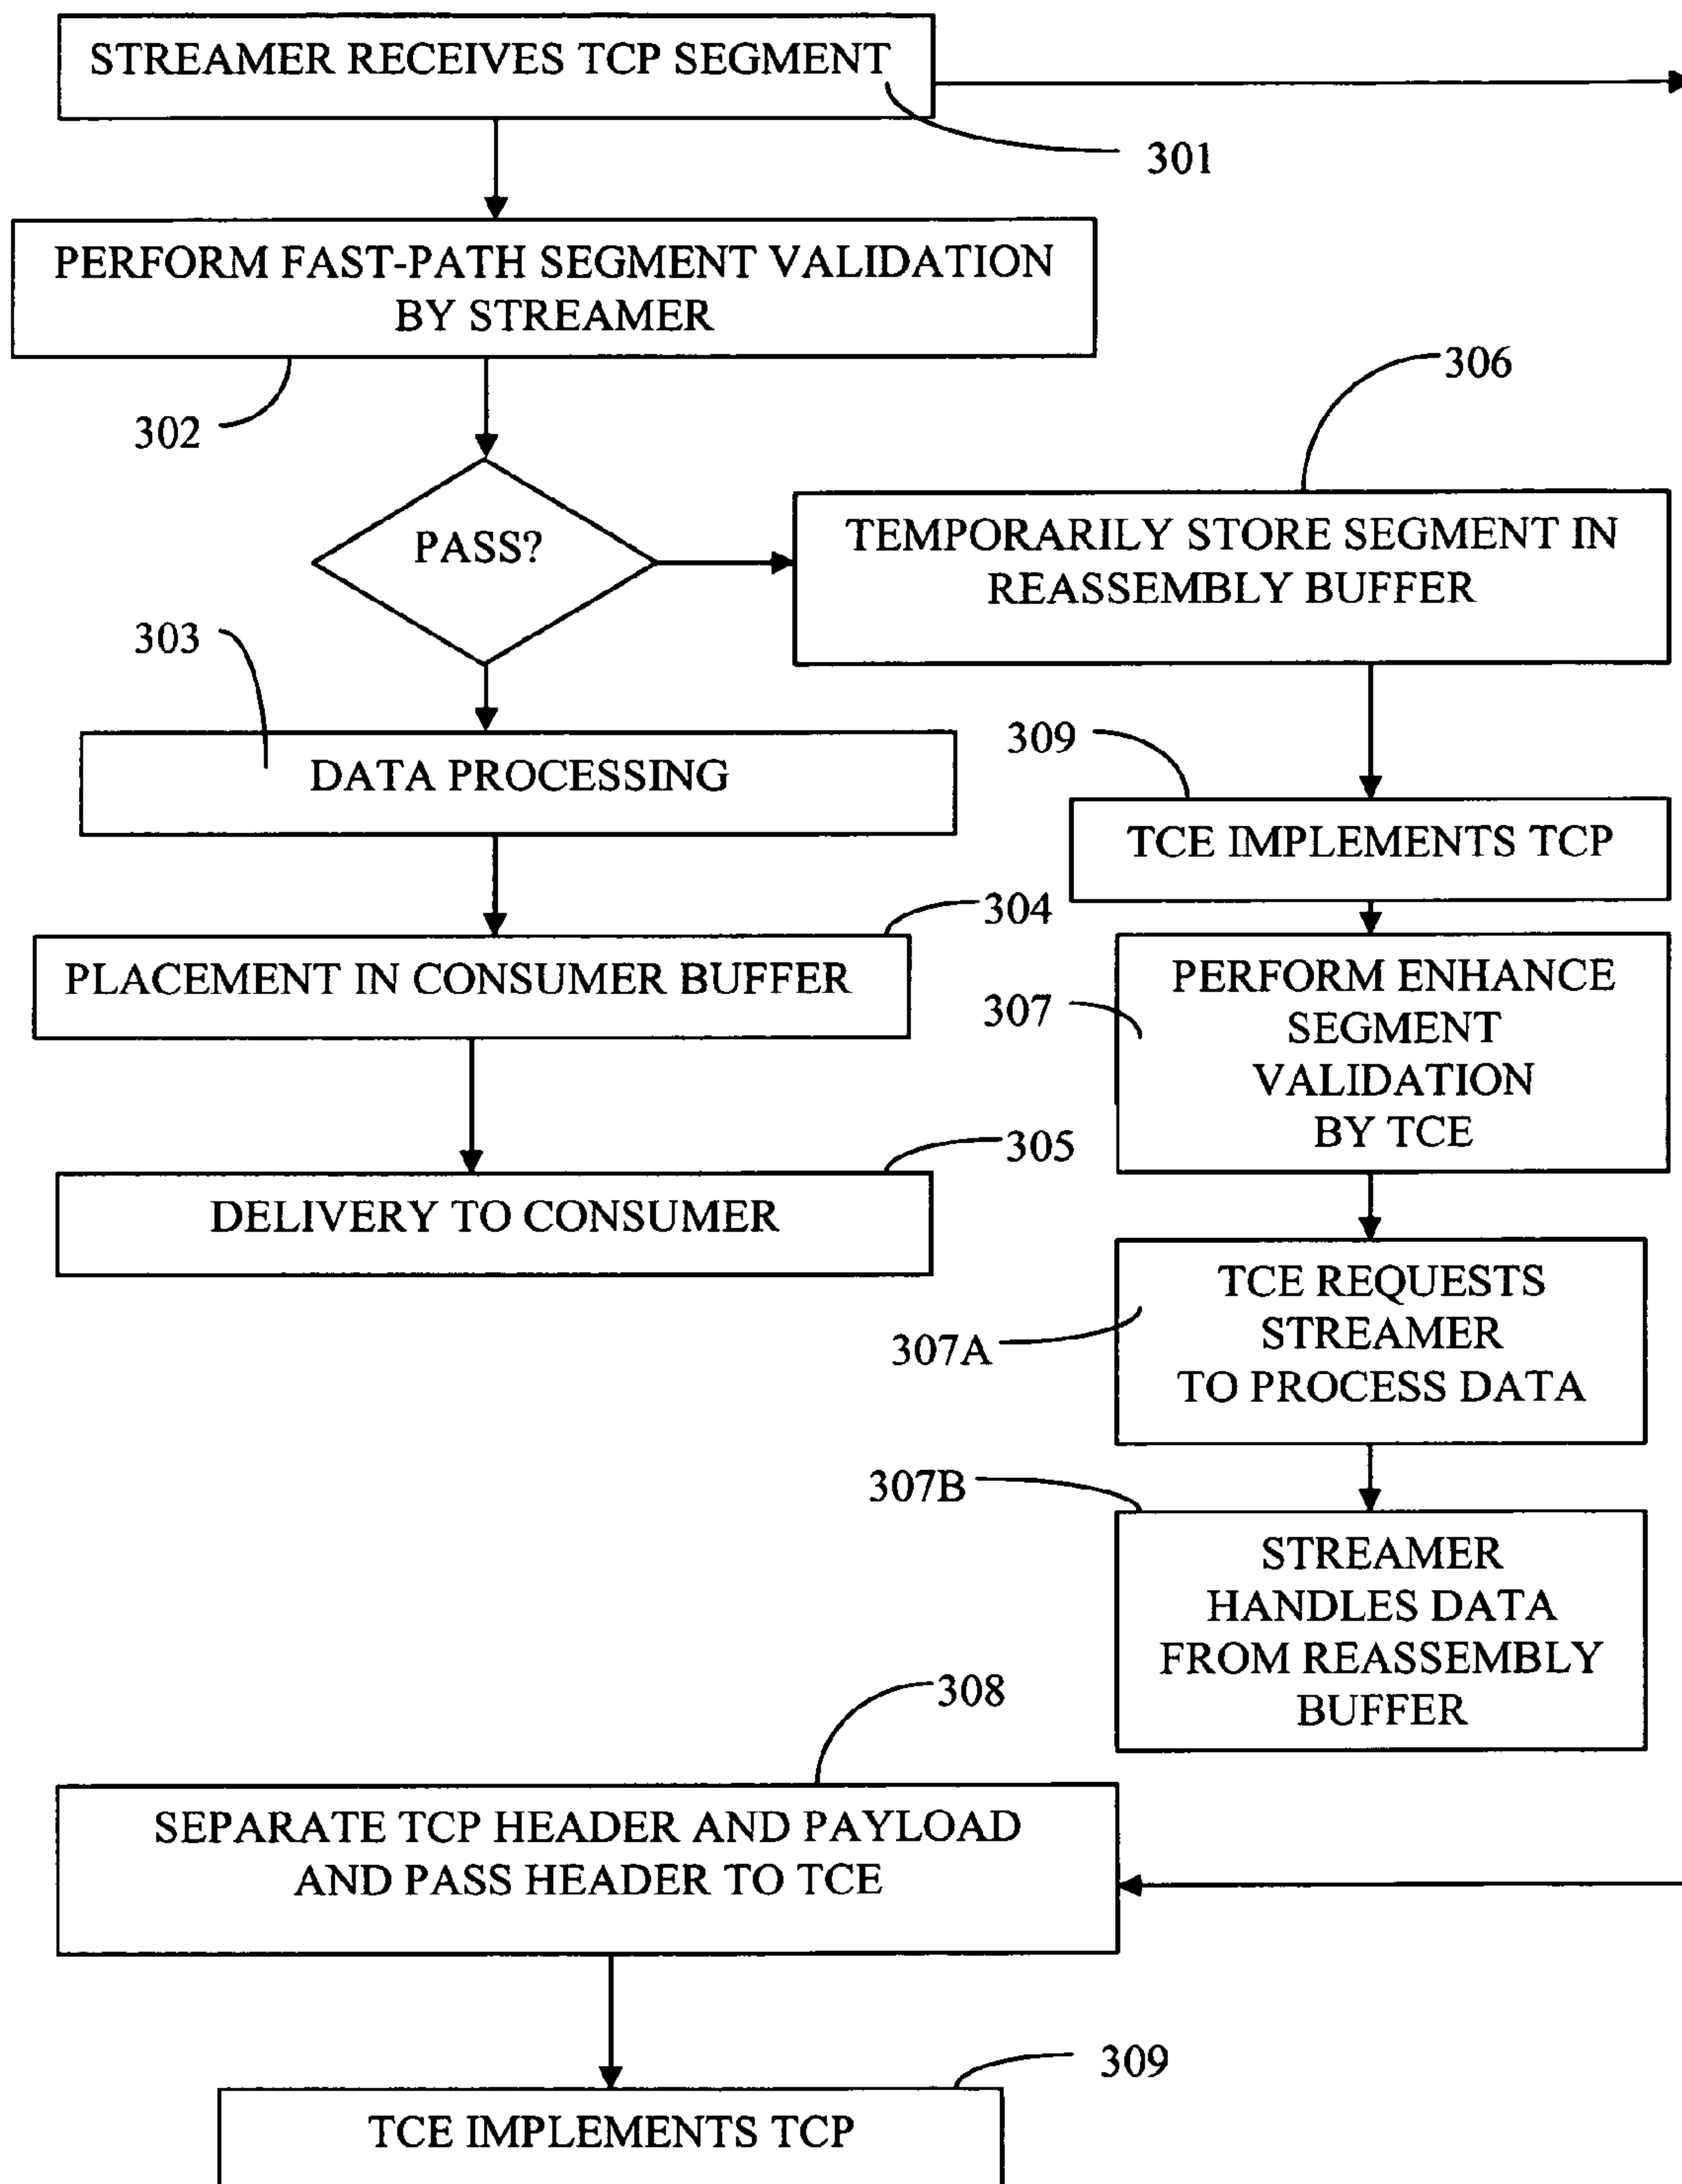 STREAMER RECEIVES TCP SEGMENT
301
PERFORM FAST-PATH SEGMENT VALIDATION
BY STREAMER
302
306
PASS?
TEMPORARILY STORE SEGMENT IN
REASSEMBLY BUFFER
303
DATA PROCESSING
309
TCE IMPLEMENTS TCP
304
PLACEMENT IN CONSUMER BUFFER
307
PERFORM ENHANCE
SEGMENT
VALIDATION
BY TCE
305
DELIVERY TO CONSUMER
307A
TCE REQUESTS
STREAMER
TO PROCESS DATA
307B
STREAMER
HANDLES DATA
FROM REASSEMBLY
BUFFER
308
SEPARATE TCP HEADER AND PAYLOAD
AND PASS HEADER TO TCE
309
TCE IMPLEMENTS TCP